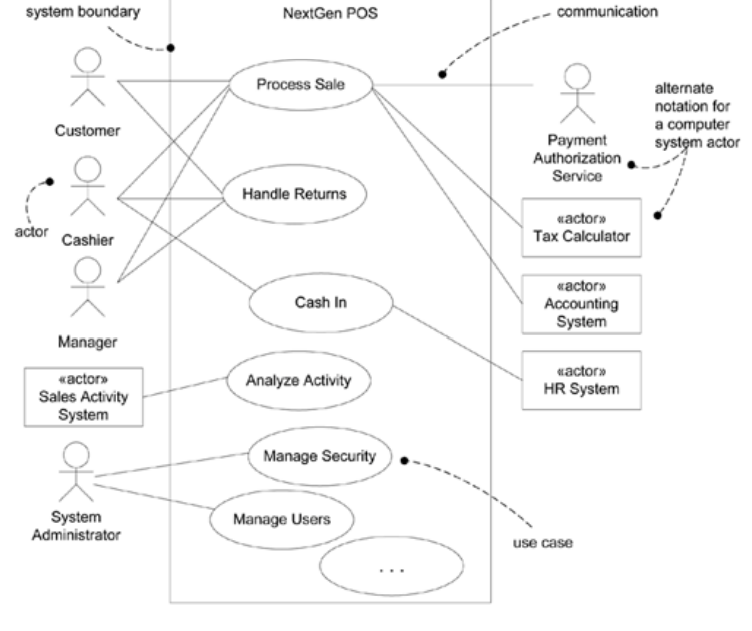 system boundary
NextGen POS
communication
Process Sale
alternate
notation for
a computer
system actor
Customer
Payment
Authorization
Service
Handle Returns
actor
Cashier
«actor»
Tax Calculator
Cash In
«actor»
Accounting
System
Manager
«actor»
Sales Activity
System
Analyze Activity
«actor»
HR System
Manage Security
System
Administrator
Manage Users
use case
. . .